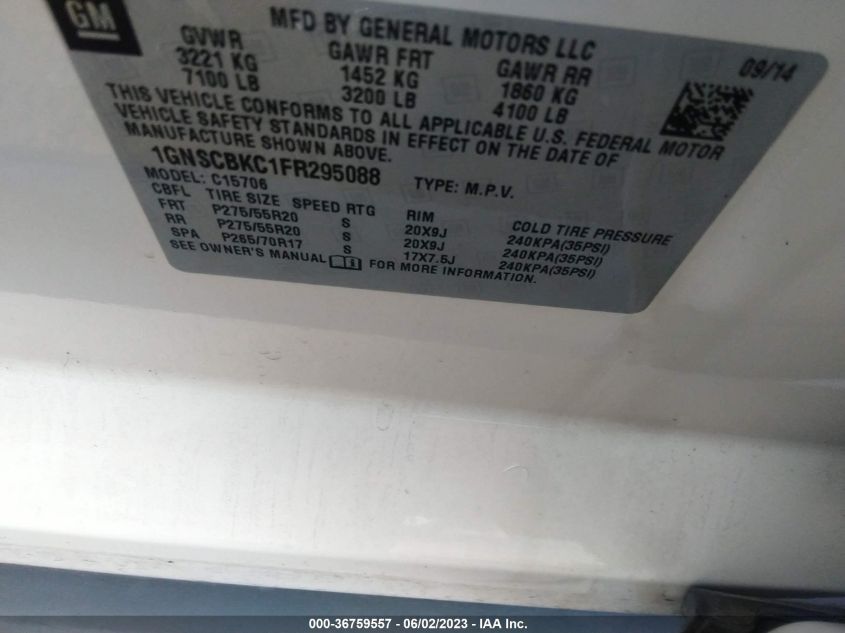 GM
MFD BY GENERAL MOTORS LLC
GVWR GAWR FRT GAWR RR 09/14
3221 KG 1452 KG 1860 KG
7100 LB 3200 LB 4100 LB
THIS VEHICLE CONFORMS TO ALL APPLICABLE U.S. FEDERAL MOTOR
VEHICLE SAFETY STANDARDS IN EFFECT ON THE DATE OF
MANUFACTURE SHOWN ABOVE.
1GNSCBKC1FR295088 TYPE: M.P.V.
MODEL: C15706
CBFL TIRE SIZE SPEED RTG RIM COLD TIRE PRESSURE
FRT P275/55R20 S 20X9J 240KPA(35PSI)
RR P275/55R20 S 20X9J 240KPA(35PSI)
SPA P265/70R17 S 17X7.5J 240KPA(35PSI)
SEE OWNER'S MANUAL FOR MORE INFORMATION.
000-36759557 - 06/02/2023 - IAA Inc.